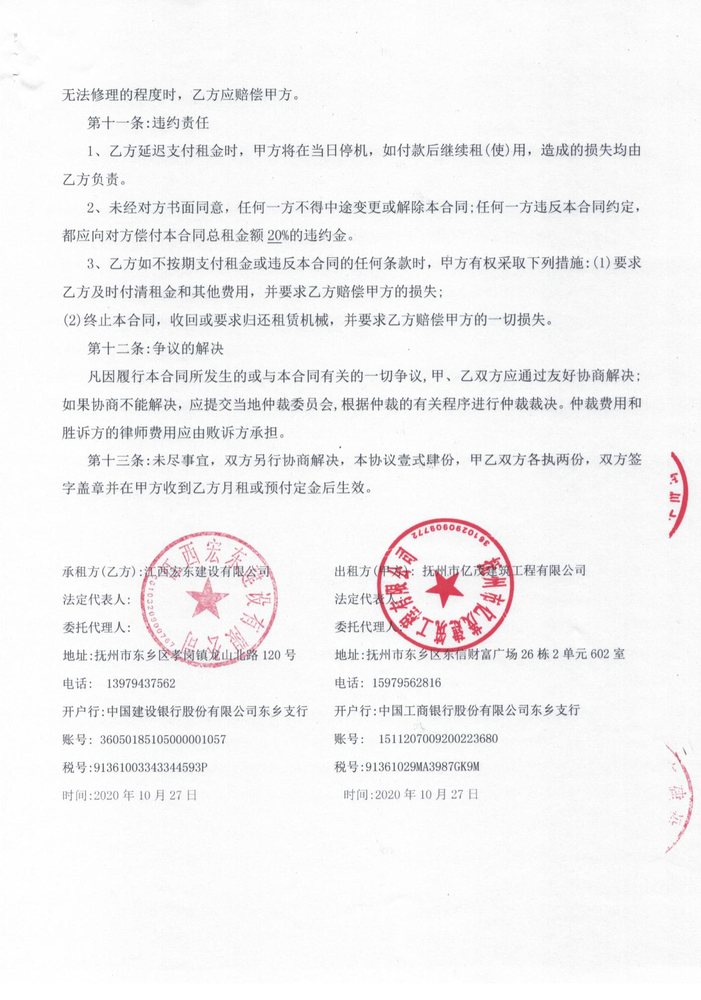 无法修理的程度时，乙方应赔偿甲方。
第十一条:违约责任
1、乙方延迟支付租金时，甲方将在当日停机，如付款后继续租(使)用，造成的损失均由
乙方负责。
2、未经对方书面同意，任何一方不得中途变更或解除本合同;任何一方违反本合同约定，
都应向对方偿付本合同总租金额20%的违约金。
3、乙方如不按期支付租金或违反本合同的任何条款时，甲方有权采取下列措施:(1)要求
乙方及时付清租金和其他费用，并要求乙方赔偿甲方的损失;
(2)终止本合同，收回或要求归还租赁机械，并要求乙方赔偿甲方的一切损失。
第十二条:争议的解决
凡因履行本合同所发生的或与本合同有关的一切争议,甲、乙双方应通过友好协商解决;
如果协商不能解决，应提交当地仲裁委员会,根据仲裁的有关程序进行仲裁裁决。仲裁费用和
胜诉方的律师费用应由败诉方承担。
第十三条:未尽事宜，双方另行协商解决，本协议壹式肆份，甲乙双方各执两份，双方签
字盖章并在甲方收到乙方月租或预付定金后生效。
承租方(乙方):江西宏东建设有限公司
法定代表人:
委托代理人:
地址:抚州市东乡区孝岗镇龙山北路 120 号
电话: 13979437562
开户行:中国建设银行股份有限公司东乡支行
账号: 36050185105000001057
税号:91361003343344593P
时间:2020 年 10 月 27 日
江西宏东建设有限公司
3610320900767
出租方(甲方): 抚州市亿茂建筑工程有限公司
法定代表人:
委托代理人:
地址:抚州市东乡区东信财富广场 26 栋 2 单元 602 室
电话: 15979562816
开户行:中国工商银行股份有限公司东乡支行
账号: 1511207009200223680
税号:91361029MA3987GK9M
时间:2020 年 10 月 27 日
抚州市亿茂建筑工程有限公司
3610290909772